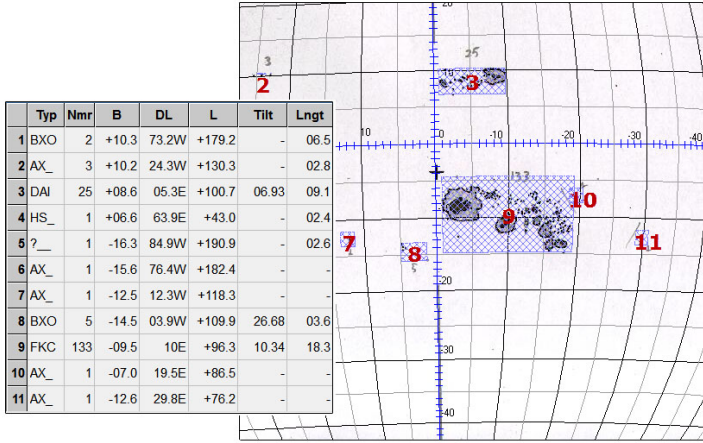 Typ Nmr B DL L Tilt Lngt
1 BXO 2 +10.3 73.2W +179.2 - 06.5
2 AX_ 3 +10.2 24.3W +130.3 - 02.8
3 DAI 25 +08.6 05.3E +100.7 06.93 09.1
4 HS_ 1 +06.6 63.9E +43.0 - 02.4
5 ?__ 1 -16.3 84.9W +190.9 - 02.6
6 AX_ 1 -15.6 76.4W +182.4 - -
7 AX_ 1 -12.5 12.3W +118.3 - -
8 BXO 5 -14.5 03.9W +109.9 26.68 03.6
9 FKC 133 -09.5 10E +96.3 10.34 18.3
10 AX_ 1 -07.0 19.5E +86.5 - -
11 AX_ 1 -12.6 29.8E +76.2 - -
20
3
25
2
3
10
10
0
-10
-20
-30
133
10
9
7
11
8
5
-20
-30
-40